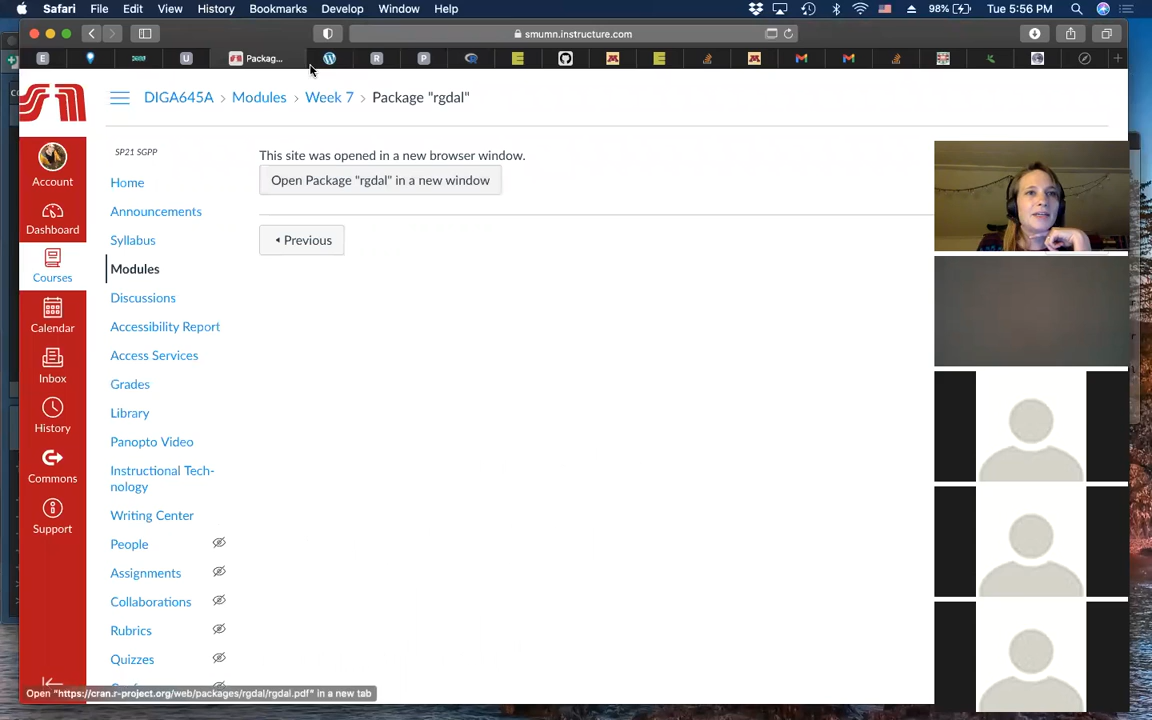 Safari File Edit View History Bookmarks Develop Window Help 98% Tue 5:56 PM
smumn.instructure.com
E U Packag... R P
DIGA645A > Modules > Week 7 > Package "rgdal"
SP21 SGPP
This site was opened in a new browser window.
Open Package "rgdal" in a new window
Previous
Account
Dashboard
Courses
Calendar
Inbox
History
Commons
Support
Home
Announcements
Syllabus
Modules
Discussions
Accessibility Report
Access Services
Grades
Library
Panopto Video
Instructional Tech-
nology
Writing Center
People
Assignments
Collaborations
Rubrics
Quizzes
Open "https://cran.r-project.org/web/packages/rgdal/rgdal.pdf" in a new tab